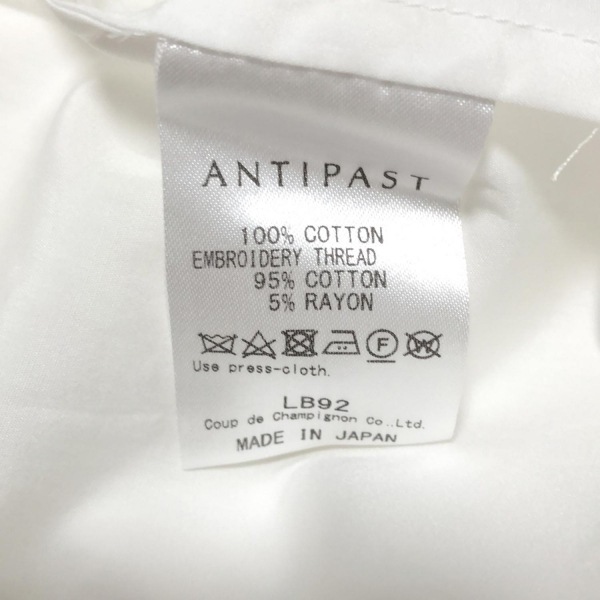 ANTIPAST
100% COTTON
EMBROIDERY THREAD
95% COTTON
5% RAYON
F W
Use press-cloth.
LB92
Coup de Champignon Co.,Ltd.
MADE IN JAPAN